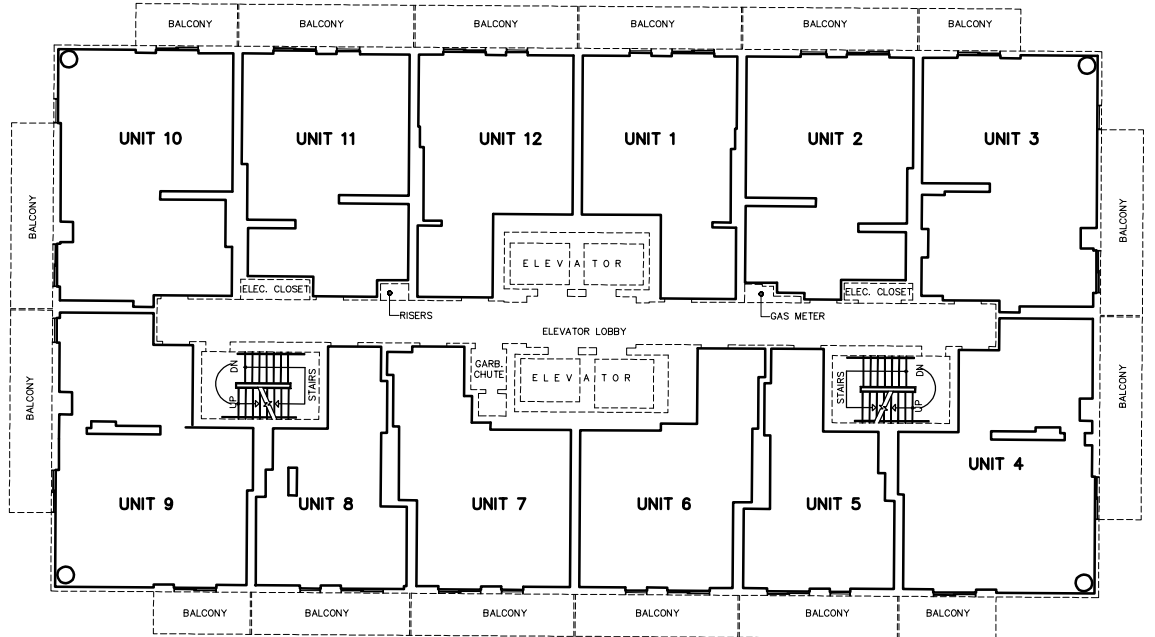 BALCONY
BALCONY
BALCONY
BALCONY
BALCONY
BALCONY
UNIT 10
UNIT 11
UNIT 12
UNIT 1
UNIT 2
UNIT 3
BALCONY
BALCONY
ELEVATOR
ELEC. CLOSET
ELEC. CLOSET
RISERS
GAS METER
ELEVATOR LOBBY
DN
UP
STAIRS
GARB.
CHUTE
ELEVATOR
STAIRS
DN
UP
BALCONY
BALCONY
UNIT 4
UNIT 9
UNIT 8
UNIT 7
UNIT 6
UNIT 5
BALCONY
BALCONY
BALCONY
BALCONY
BALCONY
BALCONY